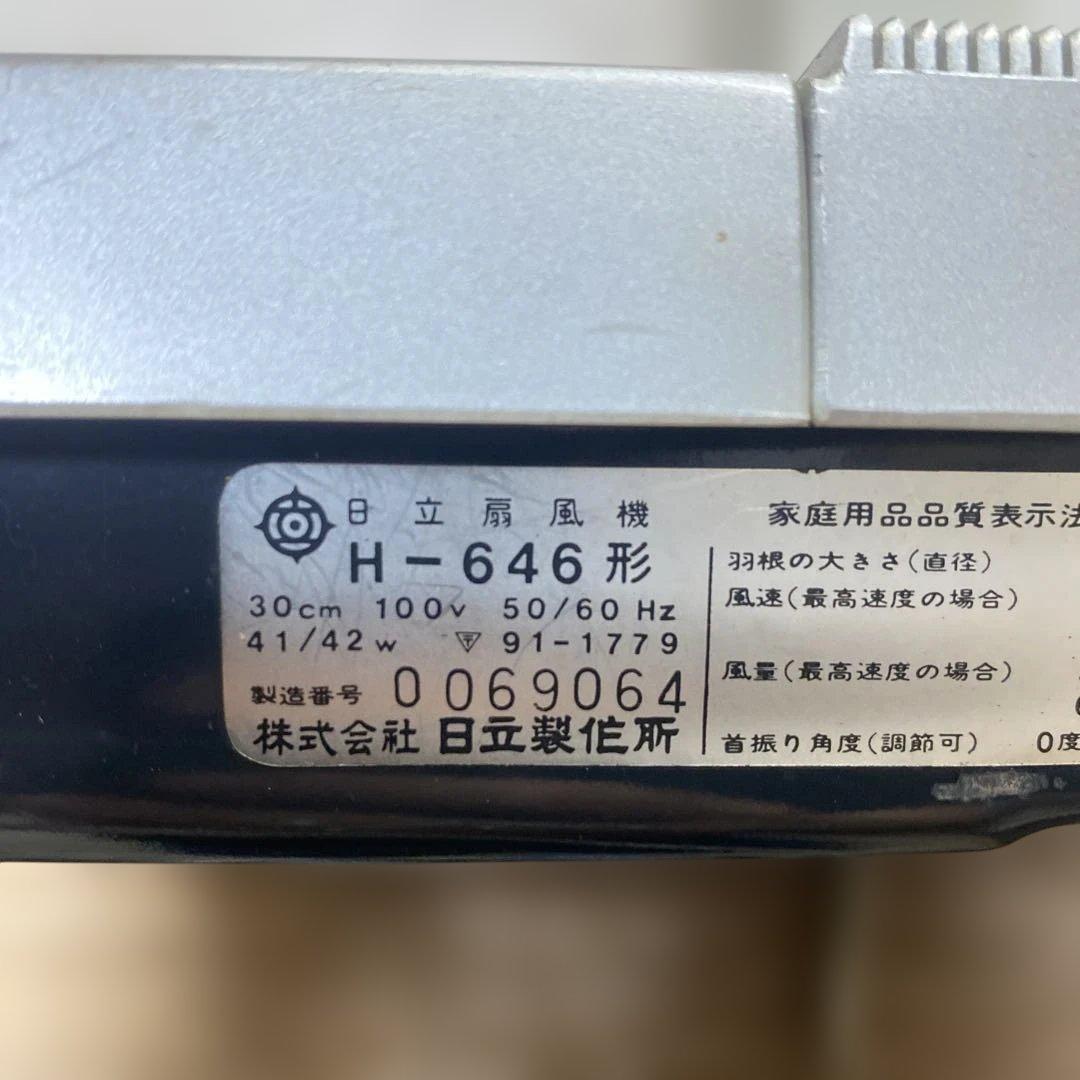 日立扇風機
H-646形
30cm 100v 50/60 Hz
41/42w 〒 91-1779
製造番号 0069064
株式会社 日立製作所
家庭用品品質表示法
羽根の大きさ(直径)
風速(最高速度の場合)
風量(最高速度の場合)
首振り角度(調節可) 0度